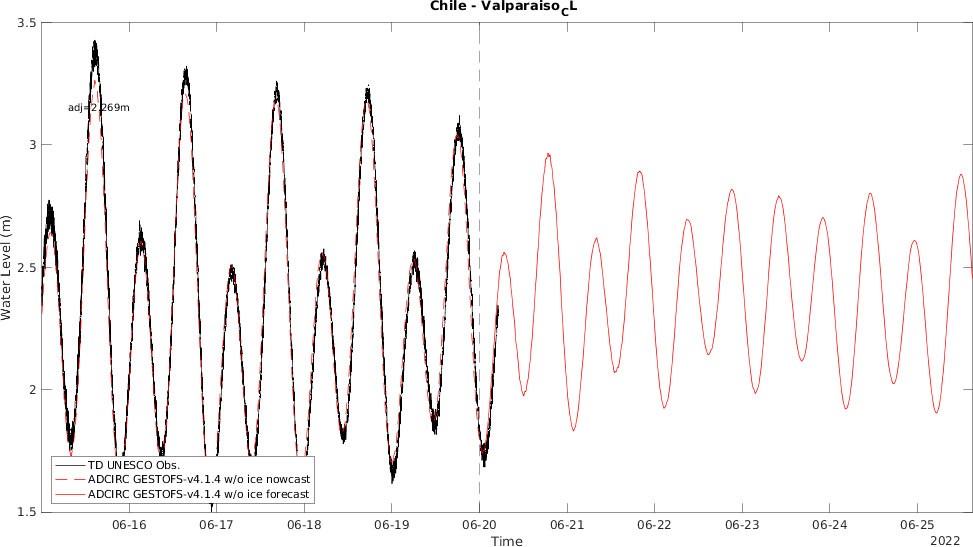 Chile - ValparaisoCL
3.5
3
2.5
2
1.5
Water Level (m)
adj=2.269m
TD UNESCO Obs.
ADCIRC GESTOFS-v4.1.4 w/o ice nowcast
ADCIRC GESTOFS-v4.1.4 w/o ice forecast
06-16 06-17 06-18 06-19 06-20 06-21 06-22 06-23 06-24 06-25
Time
2022